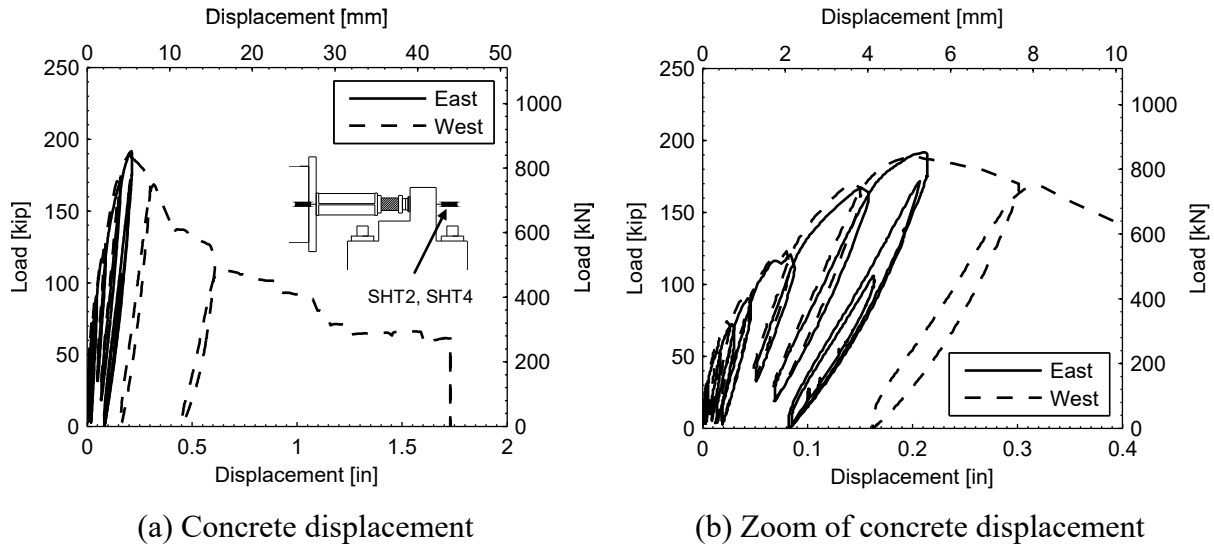 Displacement [mm]
0 10 20 30 40 50
250
200
150
100
50
0
Load [kip]
1000
800
600
400
200
0
Load [kN]
East
West
SHT2, SHT4
0 0.5 1 1.5 2
Displacement [in]
(a) Concrete displacement
Displacement [mm]
0 2 4 6 8 10
250
200
150
100
50
0
Load [kip]
1000
800
600
400
200
0
Load [kN]
East
West
0 0.1 0.2 0.3 0.4
Displacement [in]
(b) Zoom of concrete displacement